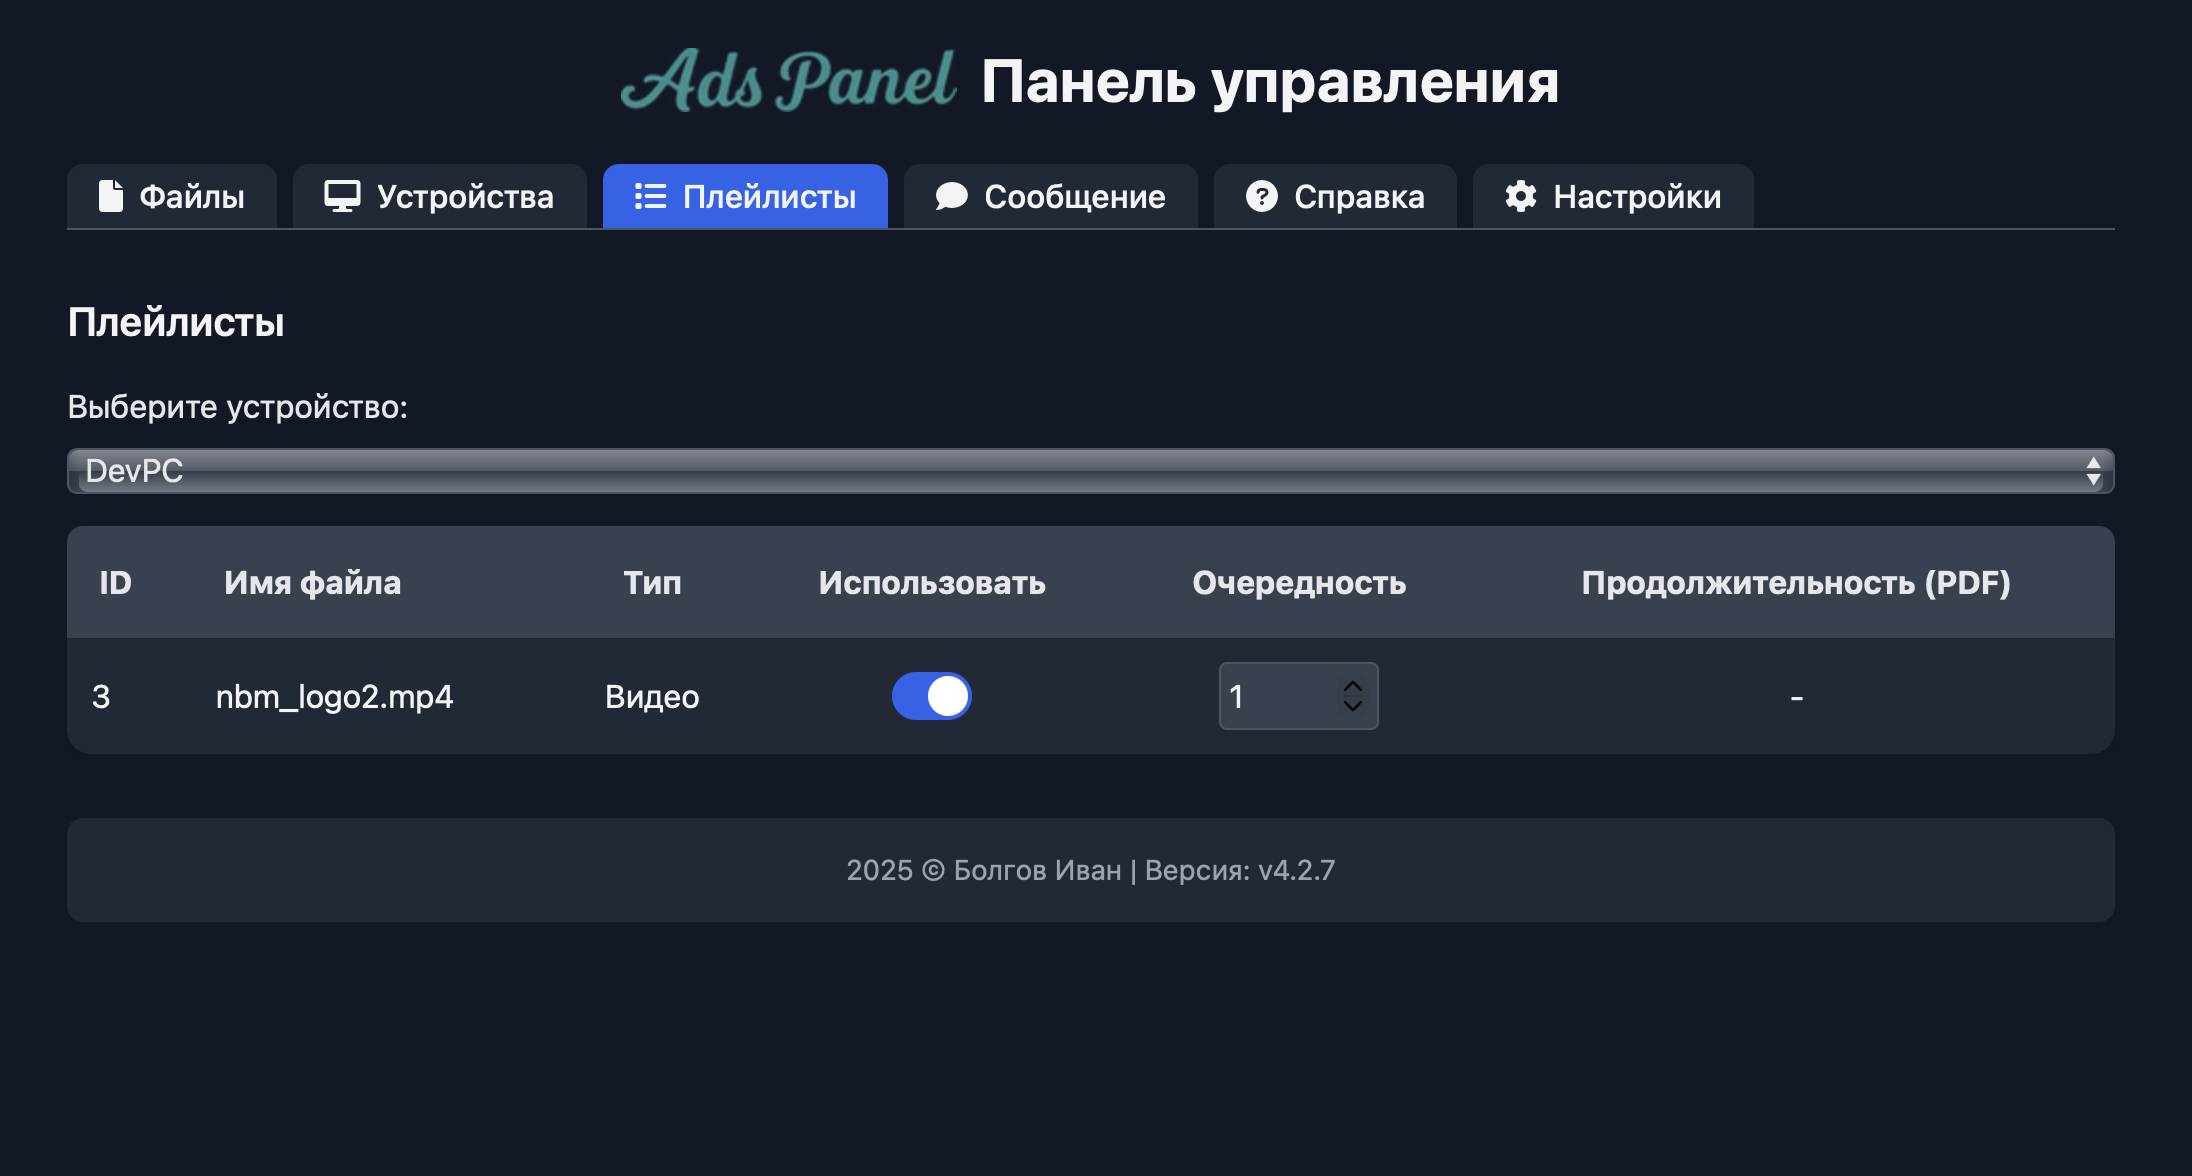 Ads Panel Панель управления
Файлы Устройства Плейлисты Сообщение Справка Настройки
Плейлисты
Выберите устройство:
DevPC
ID Имя файла Тип Использовать Очередность Продолжительность (PDF)
3 nbm_logo2.mp4 Видео 1 -
2025 © Болгов Иван | Версия: v4.2.7